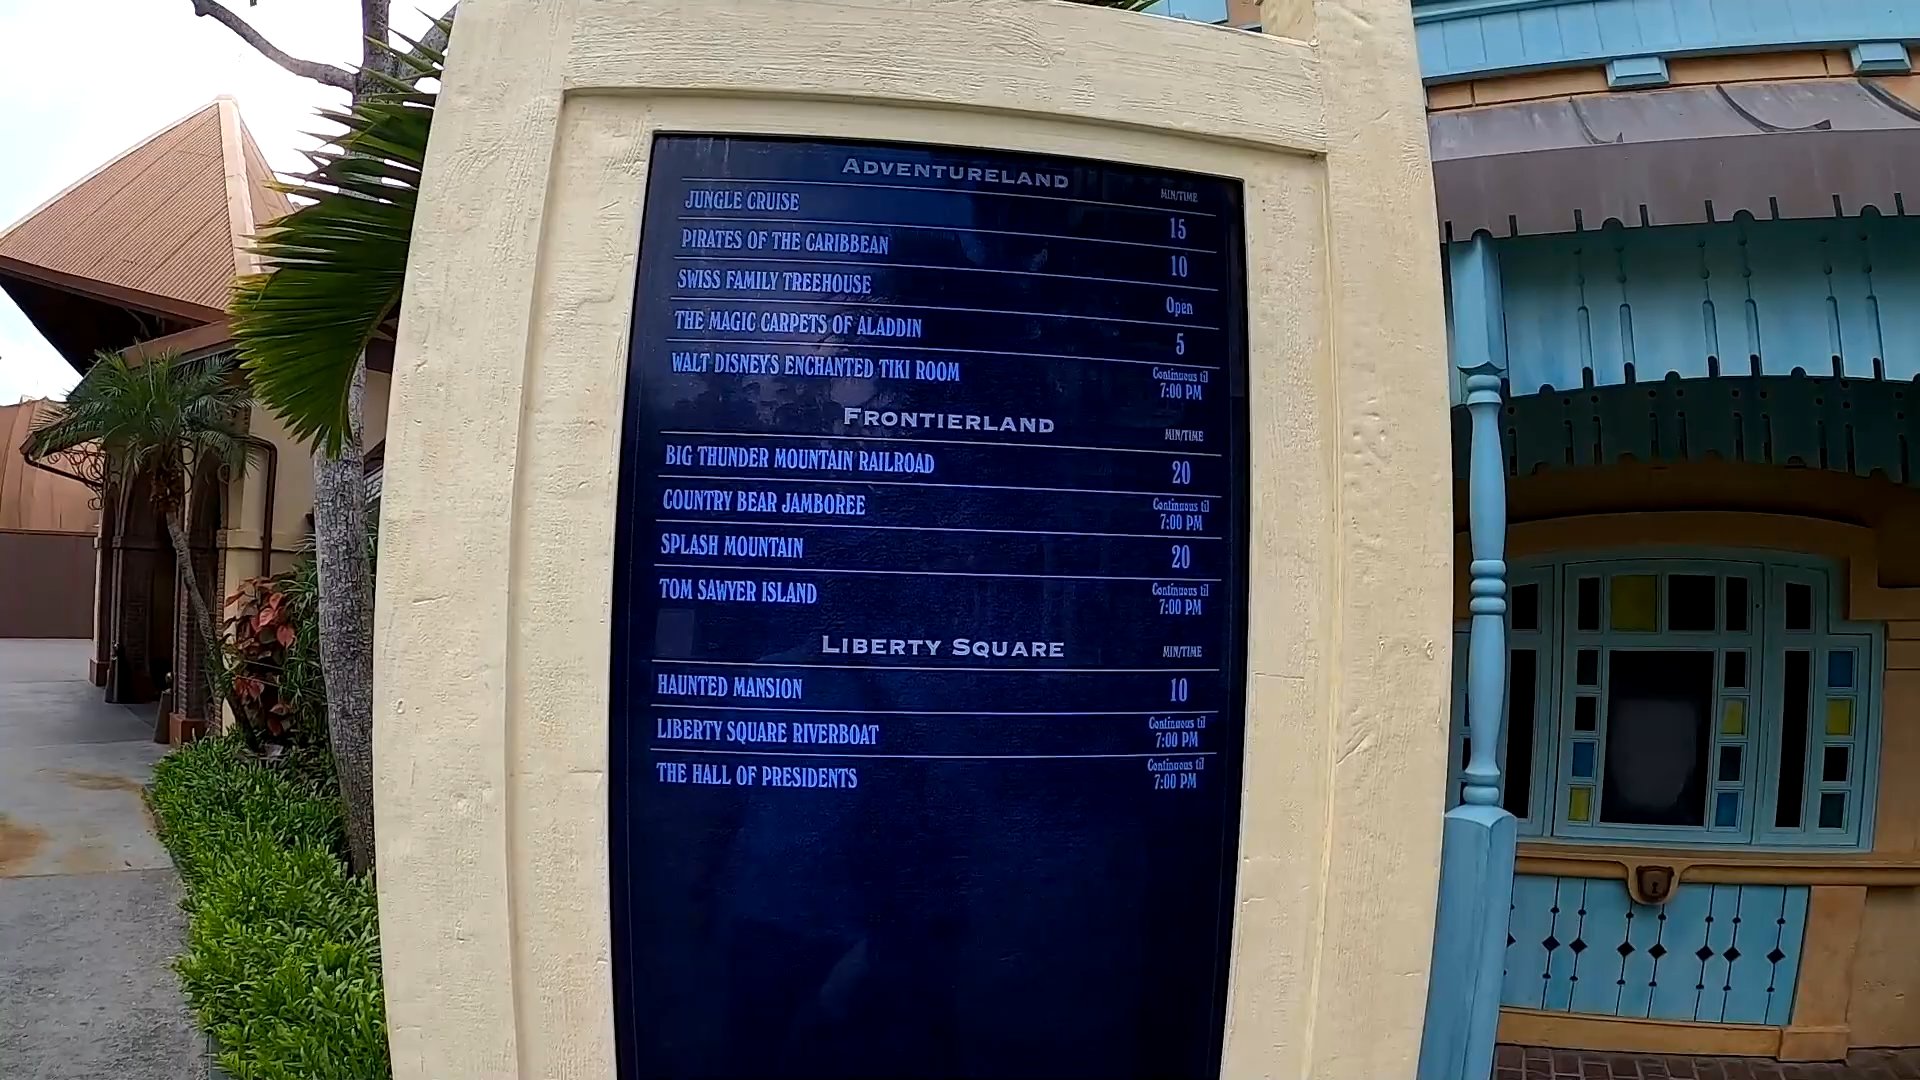 ADVENTURELAND
MIN/TIME
JUNGLE CRUISE 15
PIRATES OF THE CARIBBEAN 10
SWISS FAMILY TREEHOUSE Open
THE MAGIC CARPETS OF ALADDIN 5
WALT DISNEY'S ENCHANTED TIKI ROOM Continuous til
7:00 PM
FRONTIERLAND
MIN/TIME
BIG THUNDER MOUNTAIN RAILROAD 20
COUNTRY BEAR JAMBOREE Continuous til
7:00 PM
SPLASH MOUNTAIN 20
TOM SAWYER ISLAND Continuous til
7:00 PM
LIBERTY SQUARE
MIN/TIME
HAUNTED MANSION 10
LIBERTY SQUARE RIVERBOAT Continuous til
7:00 PM
THE HALL OF PRESIDENTS Continuous til
7:00 PM